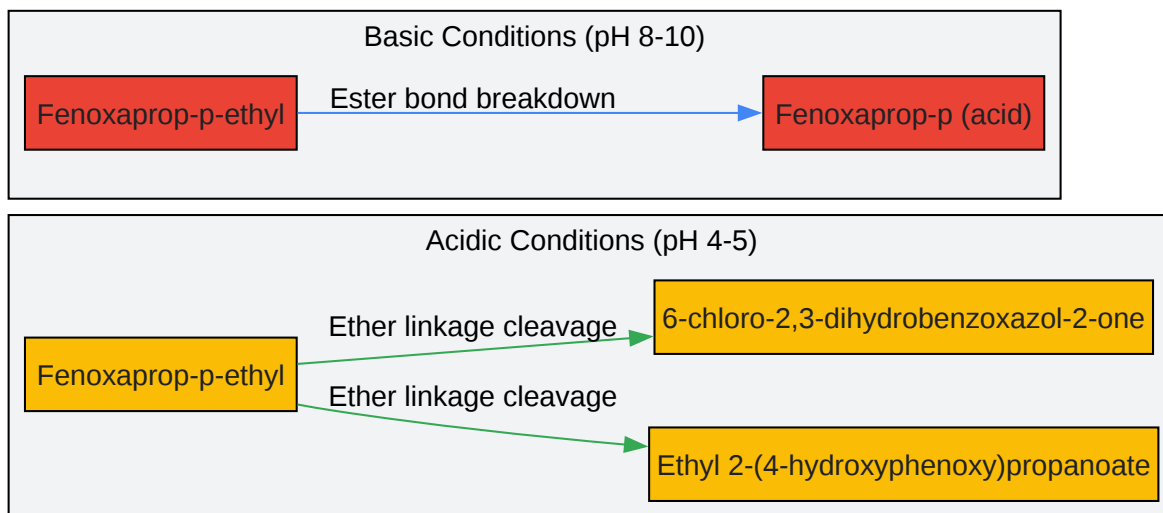 Basic Conditions (pH 8-10)
Fenoxaprop-p-ethyl
Ester bond breakdown
Fenoxaprop-p (acid)
Acidic Conditions (pH 4-5)
Fenoxaprop-p-ethyl
Ether linkage cleavage
6-chloro-2,3-dihydrobenzoxazol-2-one
Ether linkage cleavage
Ethyl 2-(4-hydroxyphenoxy)propanoate